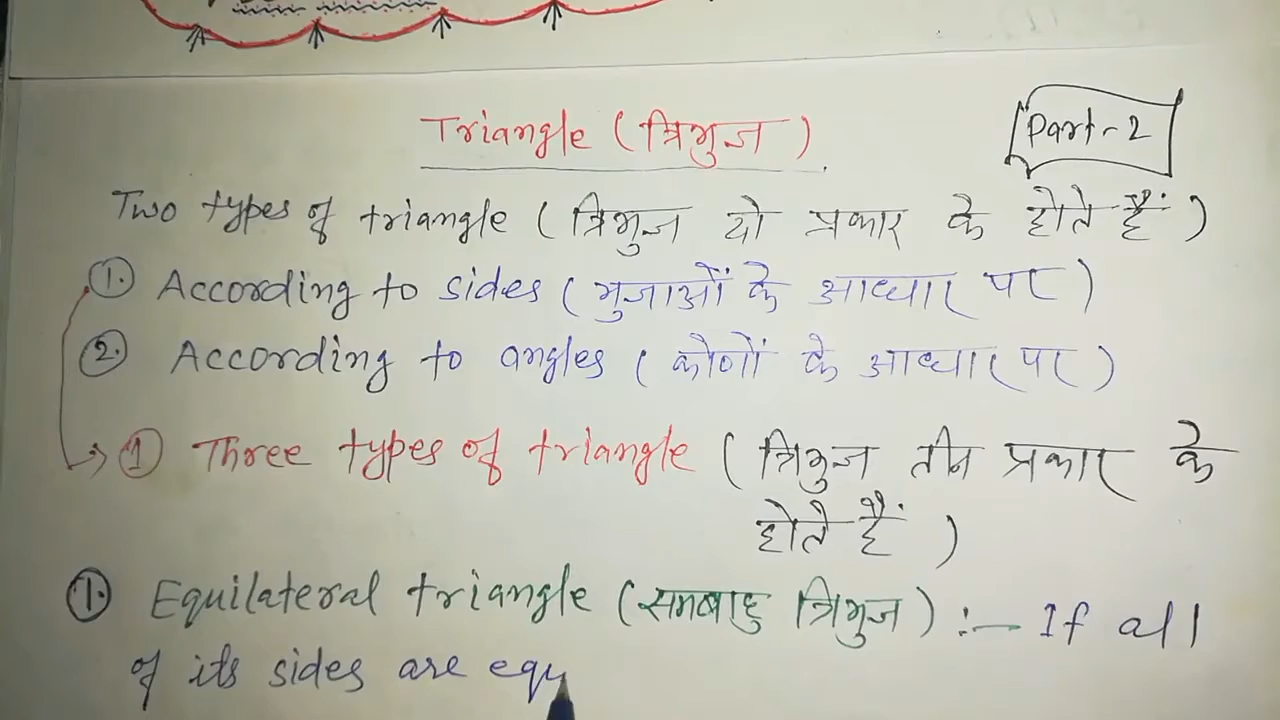 Triangle (त्रिभुज)
Part-2
Two types of triangle (त्रिभुज दो प्रकार के होते हैं)
1. According to sides (भुजाओं के आधार पर)
2. According to angles (कोणों के आधार पर)
1 Three types of triangle (त्रिभुज तीन प्रकार के
होते हैं)
1. Equilateral triangle (समबाहु त्रिभुज) :- If all
of its sides are equ